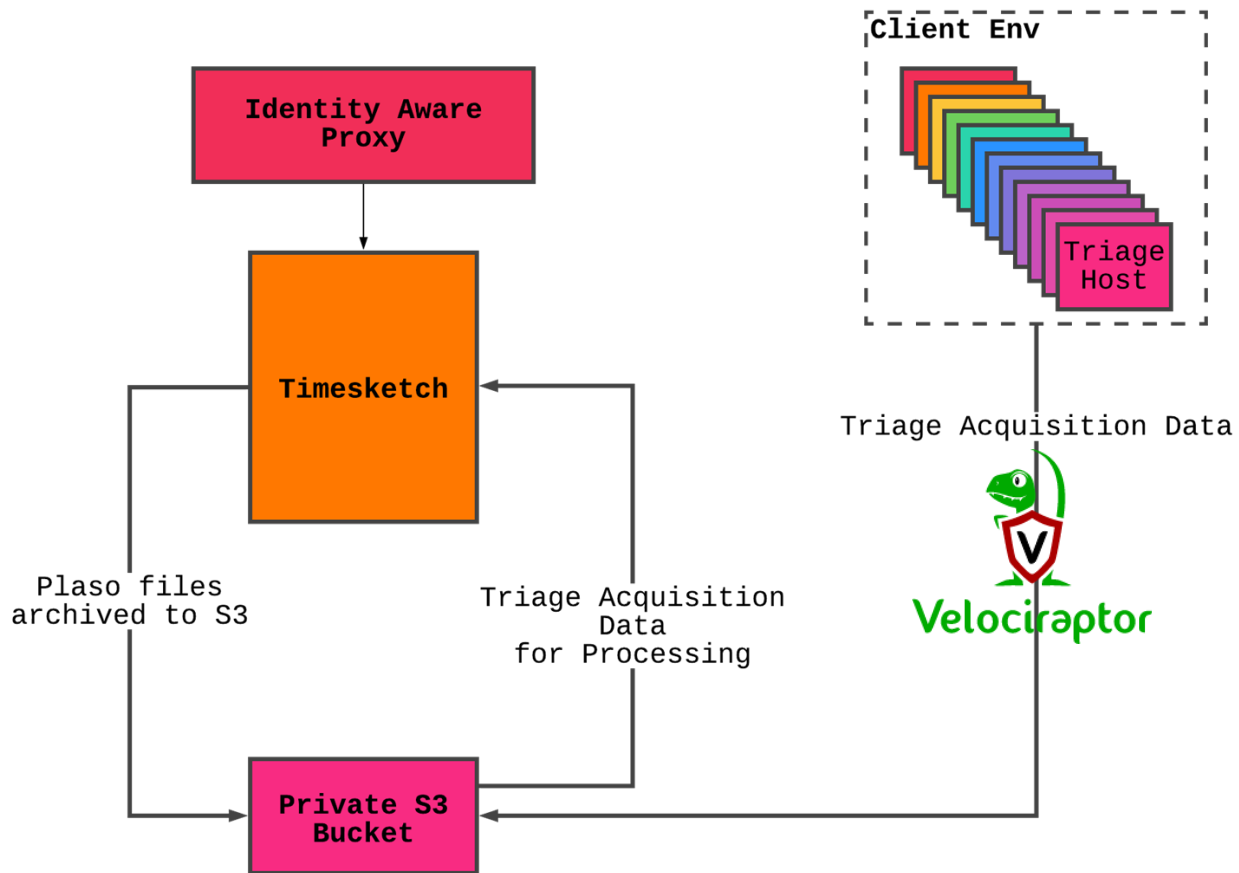 Client Env
Identity Aware
Proxy
Triage
Host
Timesketch
Triage Acquisition Data
V
Velociraptor
Plaso files
archived to S3
Triage Acquisition
Data
for Processing
Private S3
Bucket